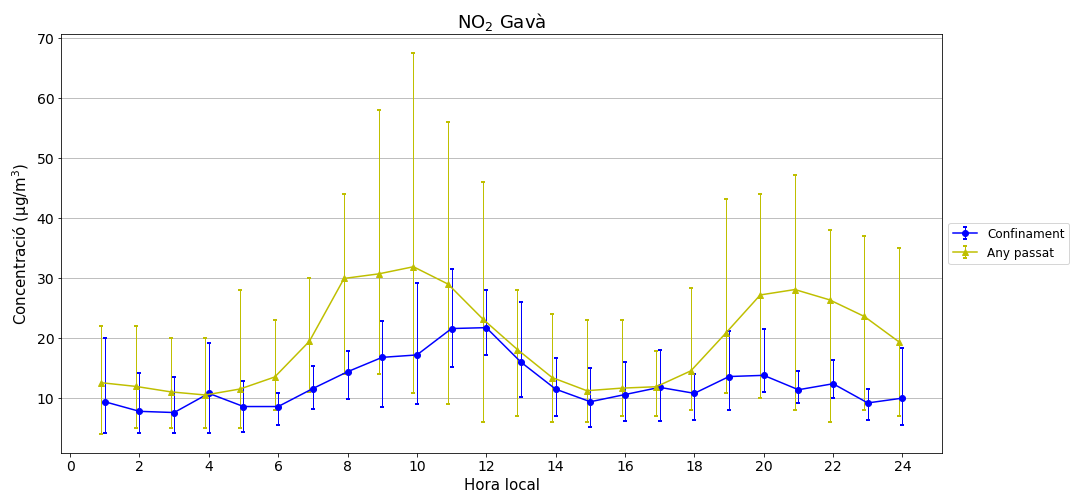 NO₂ Gavà
70
60
50
40
30
20
10
Concentració (µg/m³)
0 2 4 6 8 10 12 14 16 18 20 22 24
Hora local
Confinament
Any passat